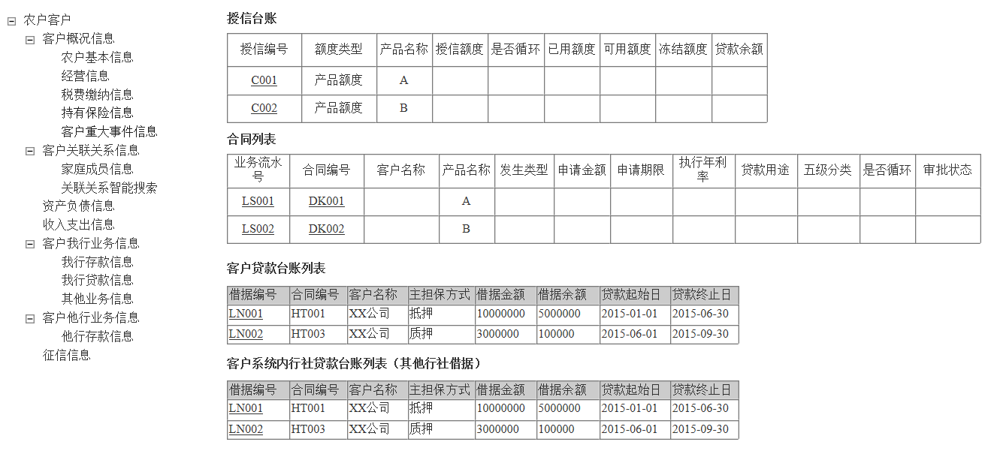 农户客户
客户概况信息
农户基本信息
经营信息
税费缴纳信息
持有保险信息
客户重大事件信息
客户关联关系信息
家庭成员信息
关联关系智能搜索
资产负债信息
收入支出信息
客户我行业务信息
我行存款信息
我行贷款信息
其他业务信息
客户他行业务信息
他行存款信息
征信信息
授信台账
授信编号 额度类型 产品名称 授信额度 是否循环 已用额度 可用额度 冻结额度 贷款余额
C001 产品额度 A
C002 产品额度 B
合同列表
业务流水号 合同编号 客户名称 产品名称 发生类型 申请金额 申请期限 执行年利率 贷款用途 五级分类 是否循环 审批状态
LS001 DK001 A
LS002 DK002 B
客户贷款台账列表
借据编号 合同编号 客户名称 主担保方式 借据金额 借据余额 贷款起始日 贷款终止日
LN001 HT001 XX公司 抵押 10000000 5000000 2015-01-01 2015-06-30
LN002 HT003 XX公司 质押 3000000 100000 2015-06-01 2015-09-30
客户系统内行社贷款台账列表（其他行社借据）
借据编号 合同编号 客户名称 主担保方式 借据金额 借据余额 贷款起始日 贷款终止日
LN001 HT001 XX公司 抵押 10000000 5000000 2015-01-01 2015-06-30
LN002 HT003 XX公司 质押 3000000 100000 2015-06-01 2015-09-30